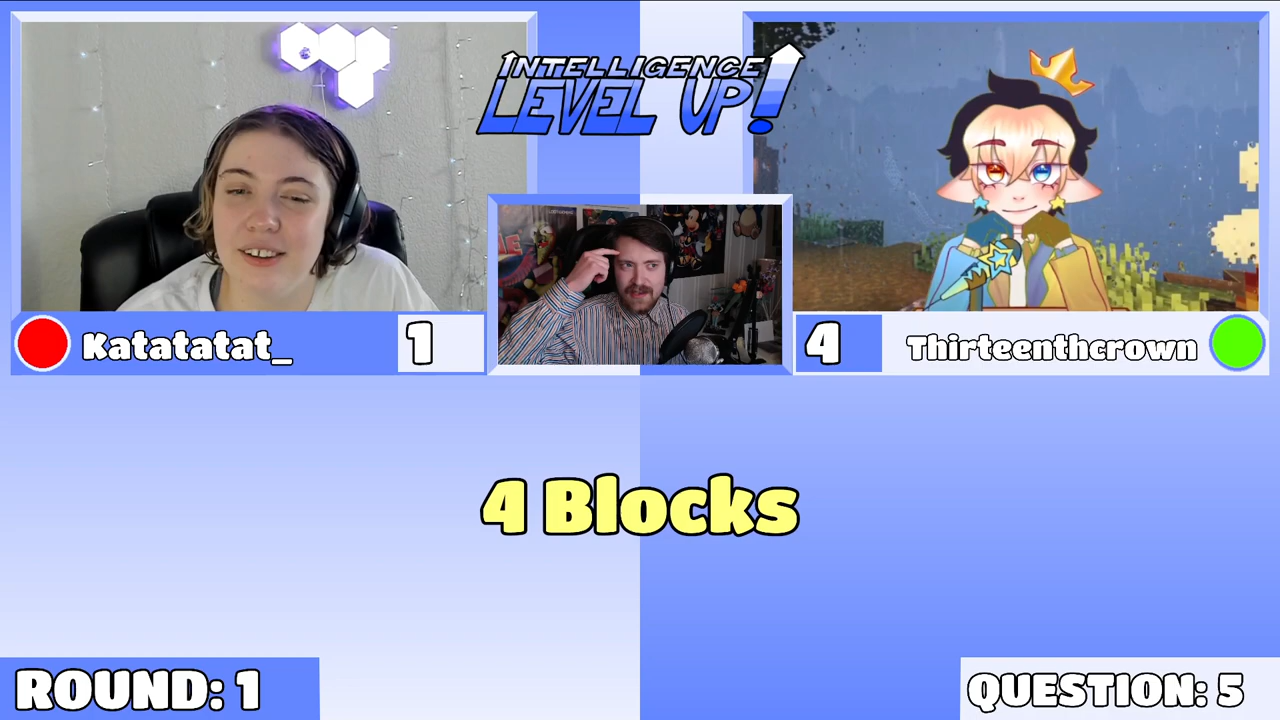 INTELLIGENCE
LEVEL UP!
Katatatat_
1
4
Thirteenthcrown
4 Blocks
ROUND: 1
QUESTION: 5